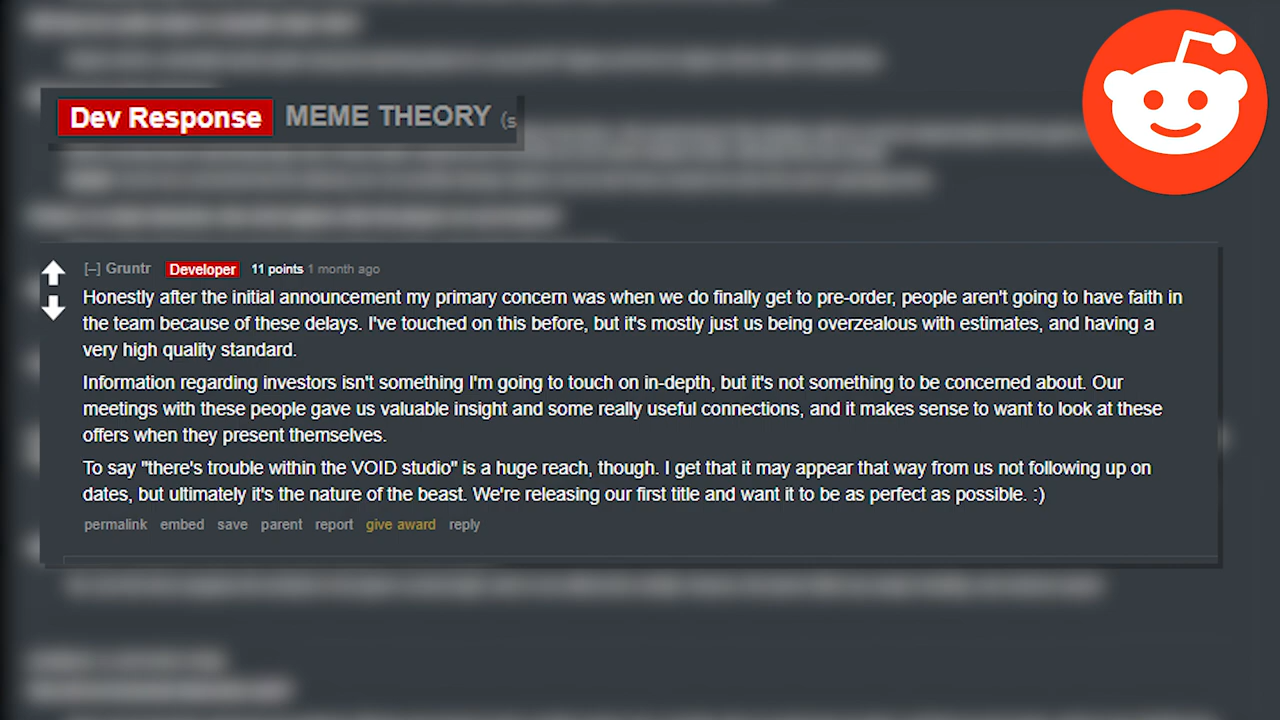 Dev Response MEME THEORY (s
[–] Gruntr Developer 11 points 1 month ago
Honestly after the initial announcement my primary concern was when we do finally get to pre-order, people aren't going to have faith in
the team because of these delays. I've touched on this before, but it's mostly just us being overzealous with estimates, and having a
very high quality standard.
Information regarding investors isn't something I'm going to touch on in-depth, but it's not something to be concerned about. Our
meetings with these people gave us valuable insight and some really useful connections, and it makes sense to want to look at these
offers when they present themselves.
To say "there's trouble within the VOID studio" is a huge reach, though. I get that it may appear that way from us not following up on
dates, but ultimately it's the nature of the beast. We're releasing our first title and want it to be as perfect as possible. :)
permalink embed save parent report give award reply